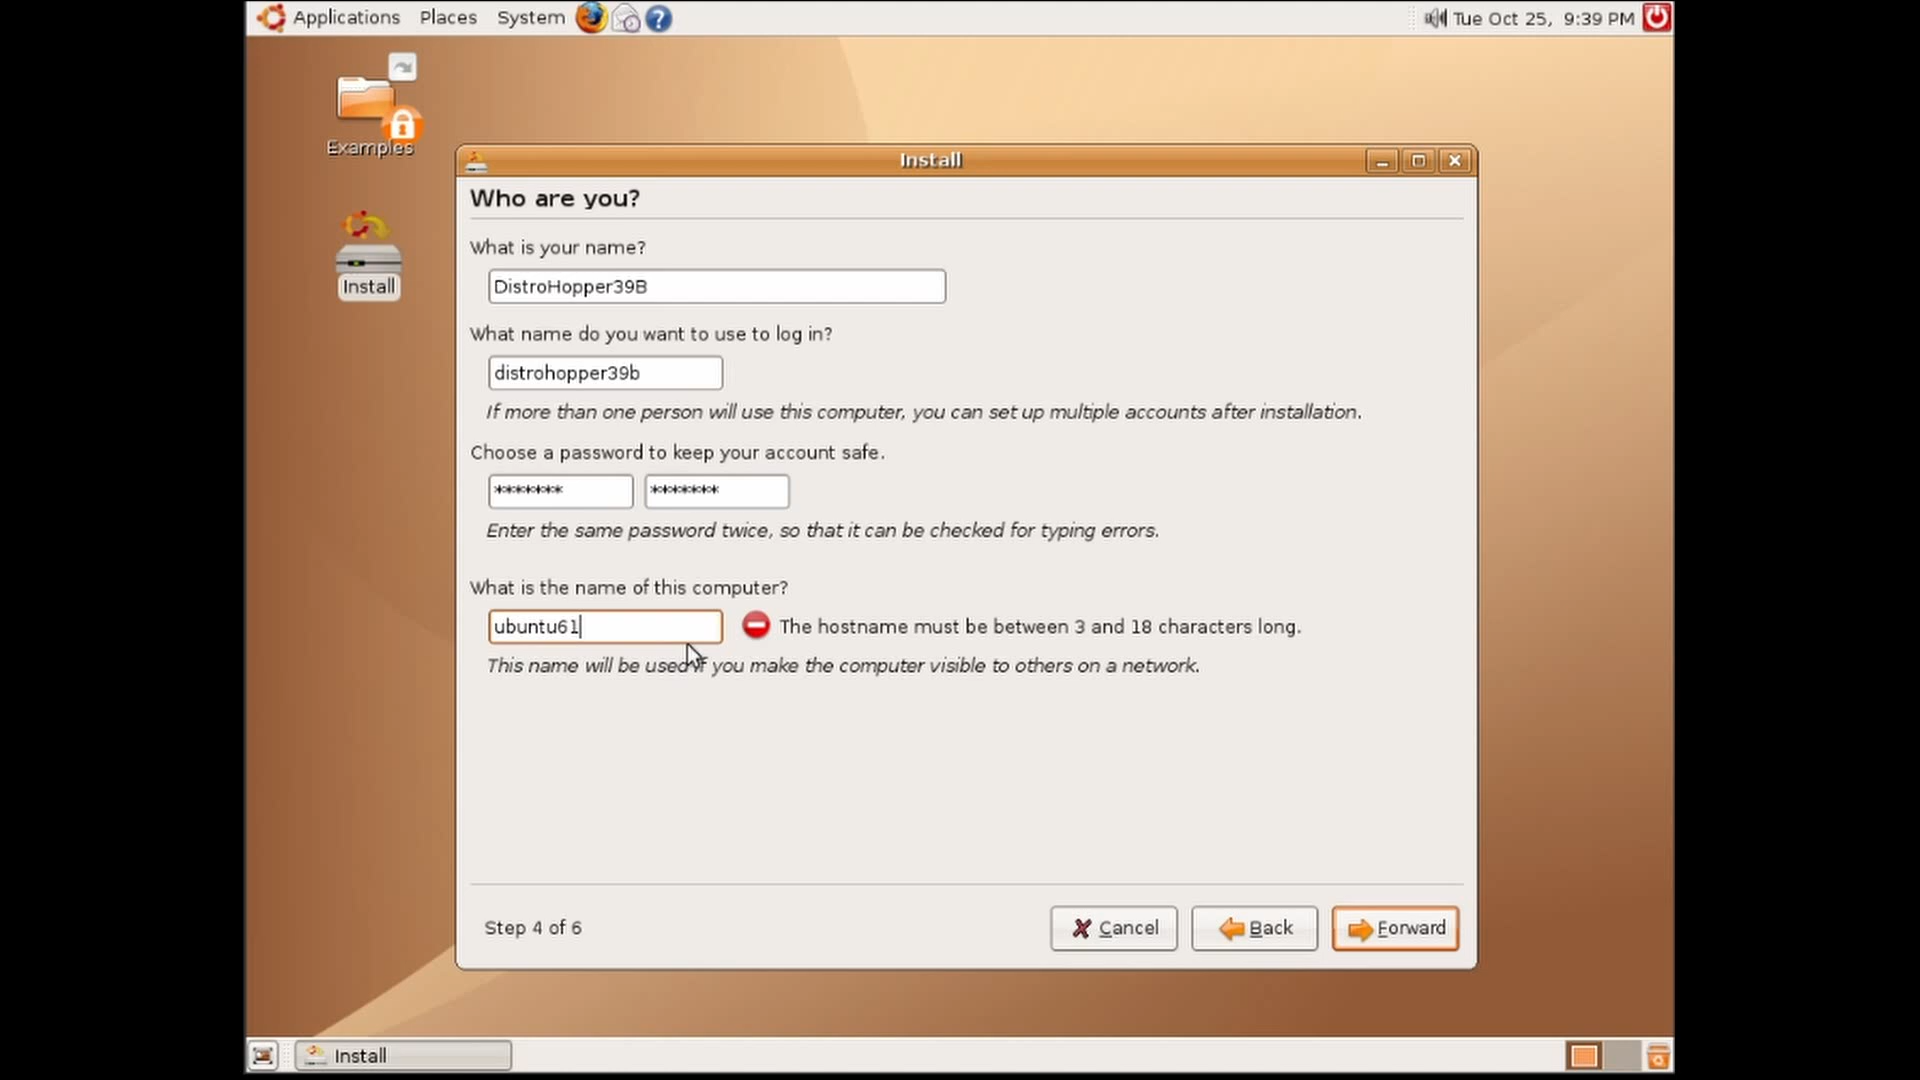 Applications Places System Tue Oct 25, 9:39 PM
Examples
Install
Install
Who are you?
What is your name?
DistroHopper39B
What name do you want to use to log in?
distrohopper39b
If more than one person will use this computer, you can set up multiple accounts after installation.
Choose a password to keep your account safe.
******* *******
Enter the same password twice, so that it can be checked for typing errors.
What is the name of this computer?
ubuntu61 The hostname must be between 3 and 18 characters long.
This name will be used if you make the computer visible to others on a network.
Step 4 of 6 Cancel Back Forward
Install